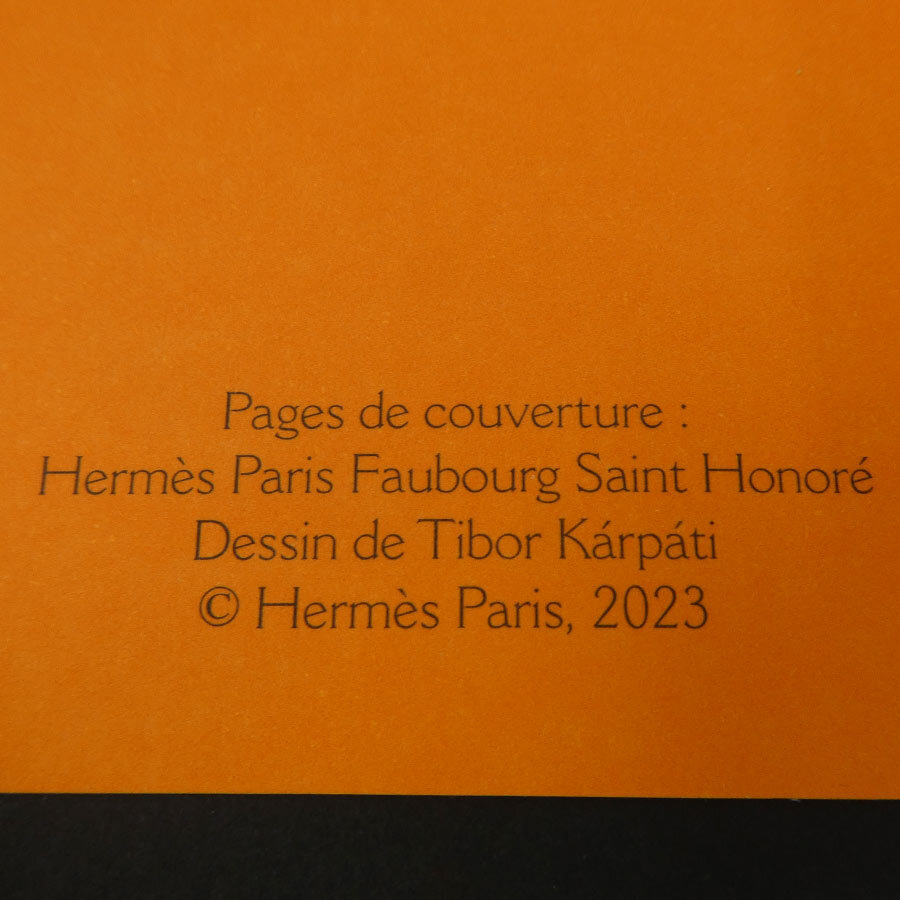 Pages de couverture :
Hermès Paris Faubourg Saint Honoré
Dessin de Tibor Kárpáti
© Hermès Paris, 2023